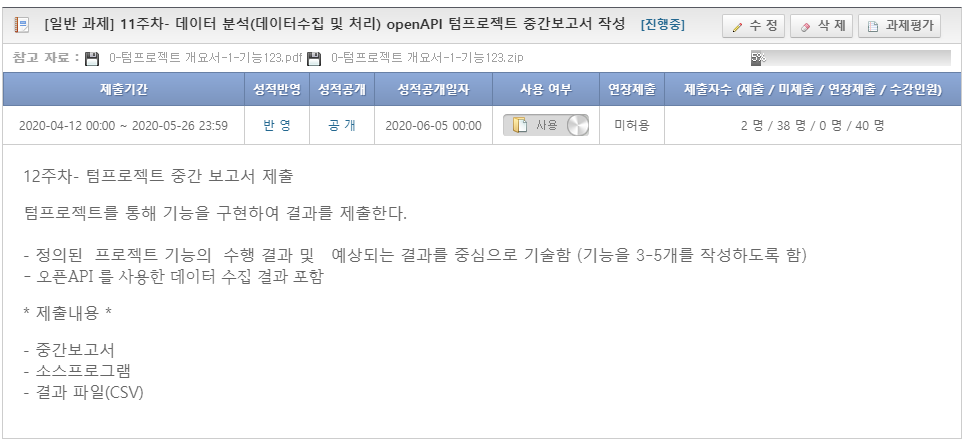 [일반 과제] 11주차- 데이터 분석(데이터수집 및 처리) openAPI 텀프로젝트 중간보고서 작성 [진행중] 수 정 삭 제 과제평가
참고 자료 : 0-텀프로젝트 개요서-1-기능123.pdf 0-텀프로젝트 개요서-1-기능123.zip 5%
제출기간 성적반영 성적공개 성적공개일자 사용 여부 연장제출 제출자수 (제출 / 미제출 / 연장제출 / 수강인원)
2020-04-12 00:00 ~ 2020-05-26 23:59 반 영 공 개 2020-06-05 00:00 사용 미허용 2 명 / 38 명 / 0 명 / 40 명
12주차- 텀프로젝트 중간 보고서 제출
텀프로젝트를 통해 기능을 구현하여 결과를 제출한다.
- 정의된 프로젝트 기능의 수행 결과 및 예상되는 결과를 중심으로 기술함 (기능을 3-5개를 작성하도록 함)
- 오픈API 를 사용한 데이터 수집 결과 포함
* 제출내용 *
- 중간보고서
- 소스프로그램
- 결과 파일(CSV)